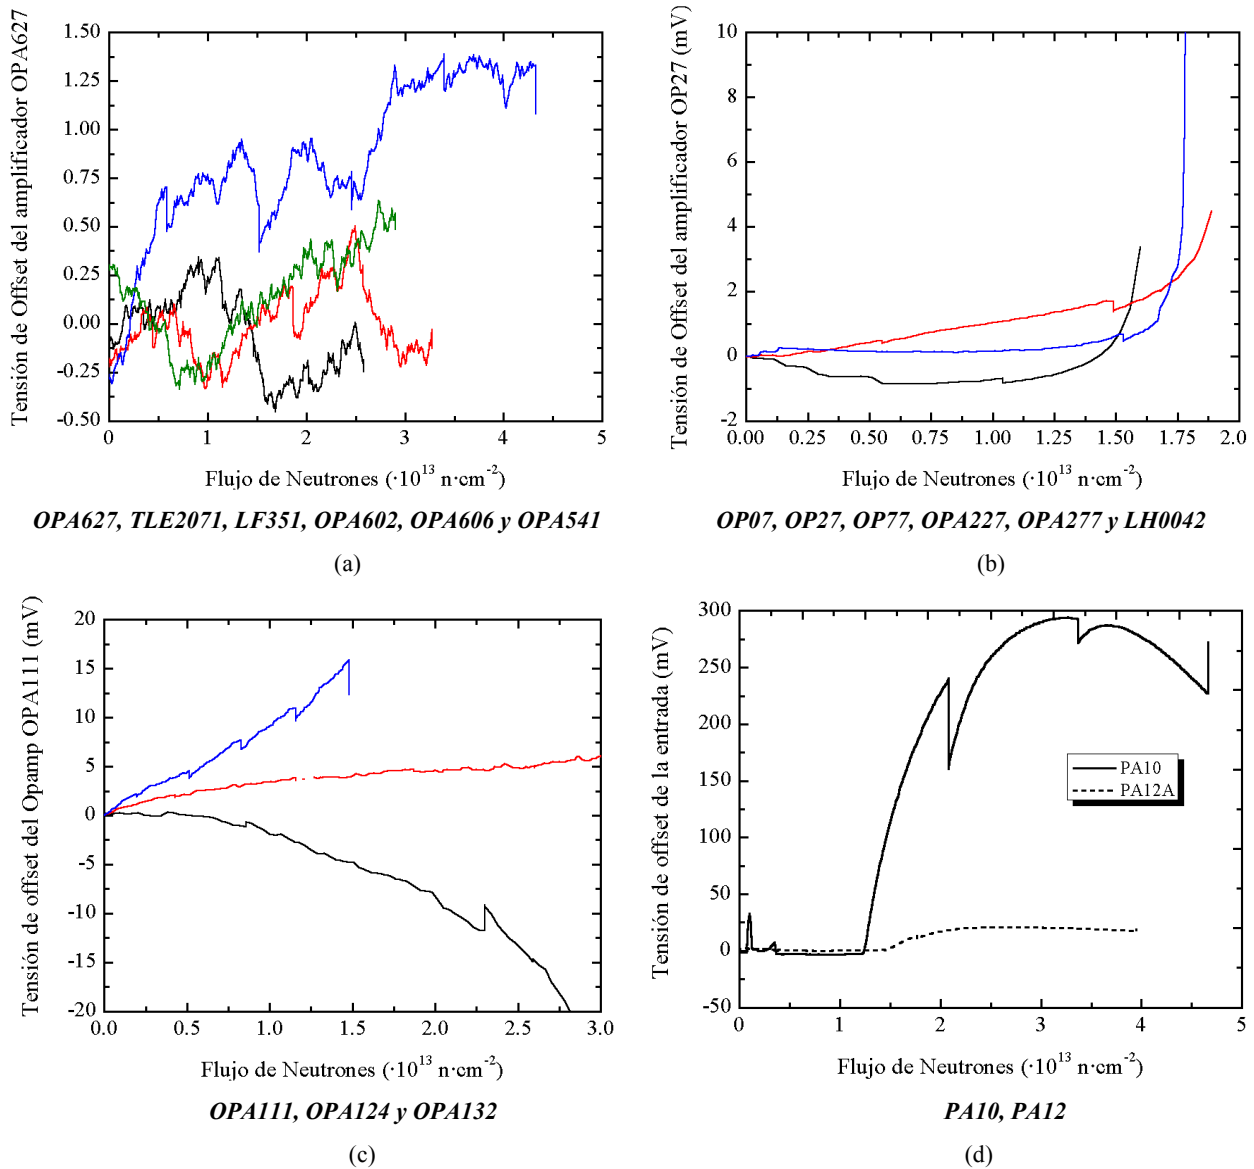 (a)
Tensión de Offset del amplificador OPA627
1.50
1.25
1.00
0.75
0.50
0.25
0.00
-0.25
-0.50
0 1 2 3 4 5
Flujo de Neutrones (·10^13 n·cm^-2)
OPA627, TLE2071, LF351, OPA602, OPA606 y OPA541
(a)
Tensión de Offset del amplificador OP27 (mV)
10
8
6
4
2
0
-2
0.00 0.25 0.50 0.75 1.00 1.25 1.50 1.75 2.0
Flujo de Neutrones (·10^13 n·cm^-2)
OP07, OP27, OP77, OPA227, OPA277 y LH0042
(b)
Tensión de offset del Opamp OPA111 (mV)
20
15
10
5
0
-5
-10
-15
-20
0.0 0.5 1.0 1.5 2.0 2.5 3.0
Flujo de Neutrones (·10^13 n·cm^-2)
OPA111, OPA124 y OPA132
(c)
Tensión de offset de la entrada (mV)
300
250
200
150
100
50
0
-50
PA10
PA12A
0 1 2 3 4 5
Flujo de Neutrones (·10^13 n·cm^-2)
PA10, PA12
(d)